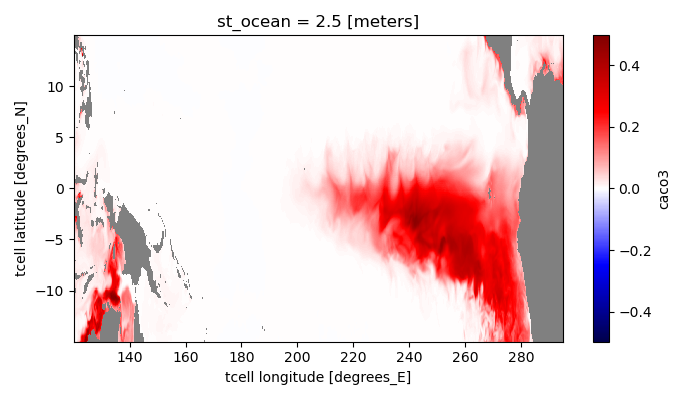 st_ocean = 2.5 [meters]
10
5
0
−5
−10
tcell latitude [degrees_N]
140 160 180 200 220 240 260 280
tcell longitude [degrees_E]
0.4
0.2
0.0
−0.2
−0.4
caco3